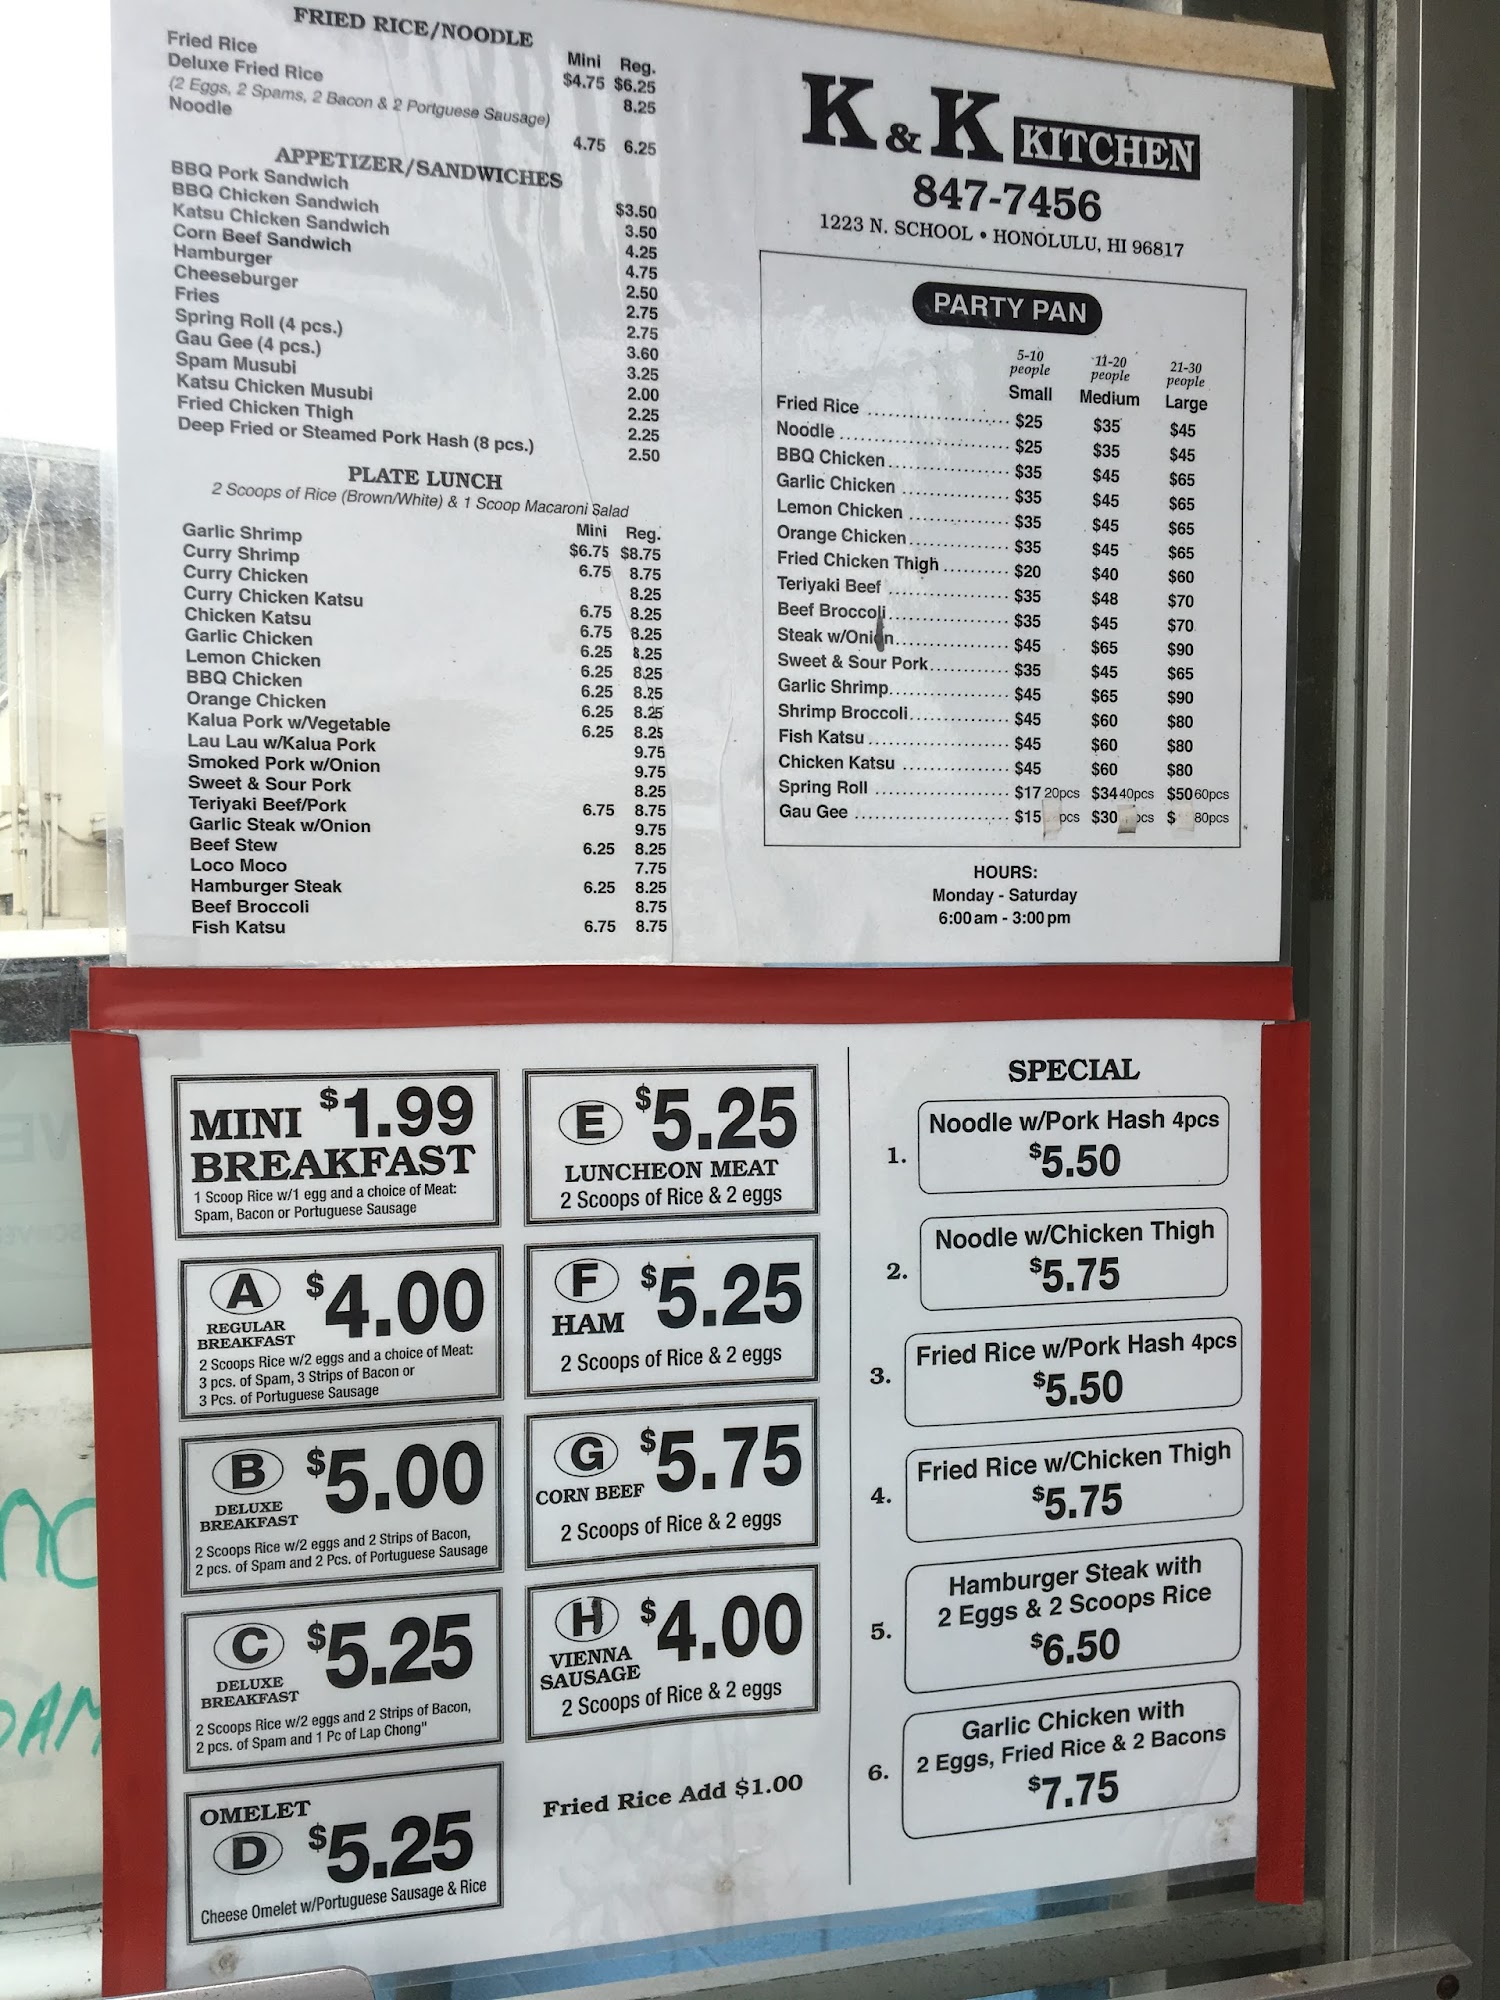 FRIED RICE/NOODLE
Mini Reg.
Fried Rice $4.75 $6.25
Deluxe Fried Rice 8.25
(2 Eggs, 2 Spams, 2 Bacon & 2 Portguese Sausage)
Noodle 4.75 6.25
APPETIZER/SANDWICHES
BBQ Pork Sandwich $3.50
BBQ Chicken Sandwich 3.50
Katsu Chicken Sandwich 4.25
Corn Beef Sandwich 4.75
Hamburger 2.50
Cheeseburger 2.75
Fries 2.75
Spring Roll (4 pcs.) 3.60
Gau Gee (4 pcs.) 3.25
Spam Musubi 2.00
Katsu Chicken Musubi 2.25
Fried Chicken Thigh 2.25
Deep Fried or Steamed Pork Hash (8 pcs.) 2.50
PLATE LUNCH
2 Scoops of Rice (Brown/White) & 1 Scoop Macaroni Salad
Mini Reg.
Garlic Shrimp $6.75 $8.75
Curry Shrimp 6.75 8.75
Curry Chicken 8.25
Curry Chicken Katsu 6.75 8.25
Chicken Katsu 6.75 8.25
Garlic Chicken 6.25 8.25
Lemon Chicken 6.25 8.25
BBQ Chicken 6.25 8.25
Orange Chicken 6.25 8.25
Kalua Pork w/Vegetable 6.25 8.25
Lau Lau w/Kalua Pork 9.75
Smoked Pork w/Onion 9.75
Sweet & Sour Pork 8.25
Teriyaki Beef/Pork 6.75 8.75
Garlic Steak w/Onion 9.75
Beef Stew 6.25 8.25
Loco Moco 7.75
Hamburger Steak 6.25 8.25
Beef Broccoli 8.75
Fish Katsu 6.75 8.75
K & K KITCHEN
847-7456
1223 N. SCHOOL • HONOLULU, HI 96817
PARTY PAN
5-10 people 11-20 people 21-30 people
Small Medium Large
Fried Rice $25 $35 $45
Noodle $25 $35 $45
BBQ Chicken $35 $45 $65
Garlic Chicken $35 $45 $65
Lemon Chicken $35 $45 $65
Orange Chicken $35 $45 $65
Fried Chicken Thigh $20 $40 $60
Teriyaki Beef $35 $48 $70
Beef Broccoli $35 $45 $70
Steak w/Onion $45 $65 $90
Sweet & Sour Pork $35 $45 $65
Garlic Shrimp $45 $65 $90
Shrimp Broccoli $45 $60 $80
Fish Katsu $45 $60 $80
Chicken Katsu $45 $60 $80
Spring Roll $17 20pcs $34 40pcs $50 60pcs
Gau Gee $15 pcs $30 pcs $ 80pcs
HOURS:
Monday - Saturday
6:00 am - 3:00 pm
MINI $1.99
BREAKFAST
1 Scoop Rice w/1 egg and a choice of Meat:
Spam, Bacon or Portuguese Sausage
A $4.00
REGULAR
BREAKFAST
2 Scoops Rice w/2 eggs and a choice of Meat:
3 pcs. of Spam, 3 Strips of Bacon or
3 Pcs. of Portuguese Sausage
B $5.00
DELUXE
BREAKFAST
2 Scoops Rice w/2 eggs and 2 Strips of Bacon,
2 pcs. of Spam and 2 Pcs. of Portuguese Sausage
C $5.25
DELUXE
BREAKFAST
2 Scoops Rice w/2 eggs and 2 Strips of Bacon,
2 pcs. of Spam and 1 Pc of Lap Chong"
OMELET
D $5.25
Cheese Omelet w/Portuguese Sausage & Rice
E $5.25
LUNCHEON MEAT
2 Scoops of Rice & 2 eggs
F $5.25
HAM
2 Scoops of Rice & 2 eggs
G $5.75
CORN BEEF
2 Scoops of Rice & 2 eggs
H $4.00
VIENNA
SAUSAGE
2 Scoops of Rice & 2 eggs
Fried Rice Add $1.00
SPECIAL
1. Noodle w/Pork Hash 4pcs
$5.50
2. Noodle w/Chicken Thigh
$5.75
3. Fried Rice w/Pork Hash 4pcs
$5.50
4. Fried Rice w/Chicken Thigh
$5.75
5. Hamburger Steak with
2 Eggs & 2 Scoops Rice
$6.50
6. Garlic Chicken with
2 Eggs, Fried Rice & 2 Bacons
$7.75